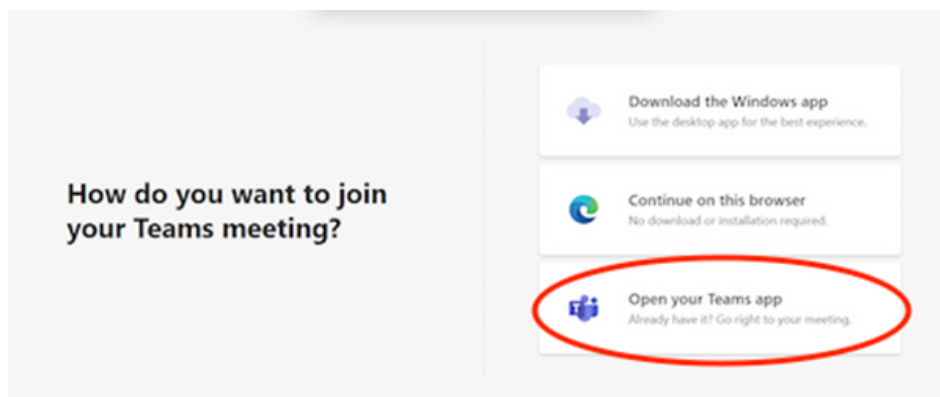 How do you want to join
your Teams meeting?
Download the Windows app
Use the desktop app for the best experience.
Continue on this browser
No download or installation required.
Open your Teams app
Already have it? Go right to your meeting.